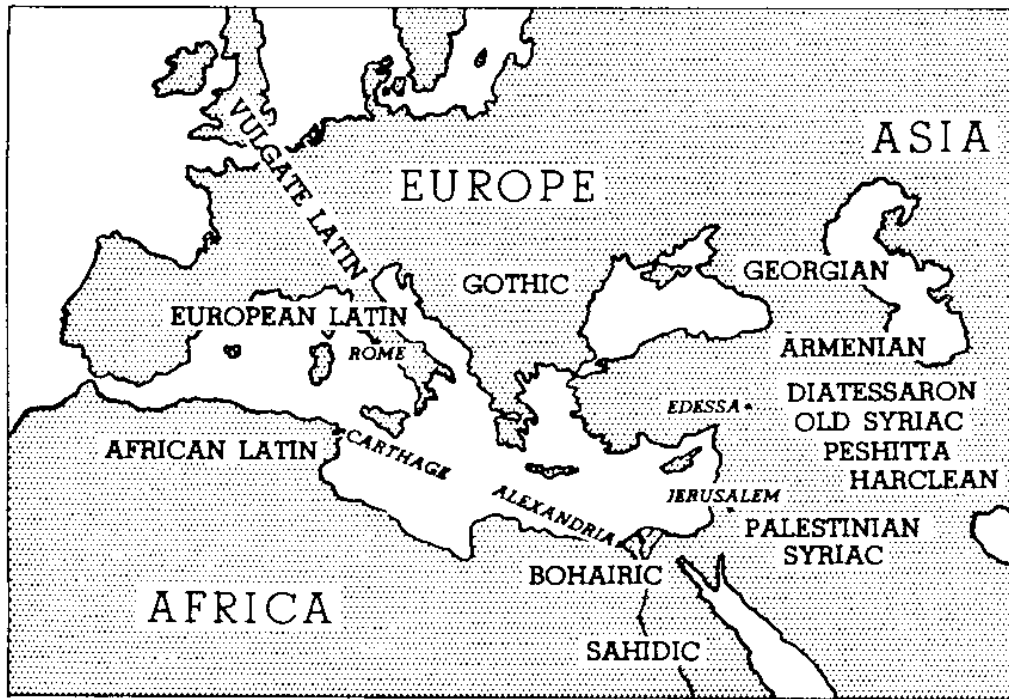 ASIA
EUROPE
VULGATE LATIN
GEORGIAN
GOTHIC
EUROPEAN LATIN
ROME
ARMENIAN
DIATESSARON
EDESSA
OLD SYRIAC
AFRICAN LATIN
CARTHAGE
PESHITTA
HARCLEAN
ALEXANDRIA
JERUSALEM
PALESTINIAN
SYRIAC
BOHAIRIC
AFRICA
SAHIDIC